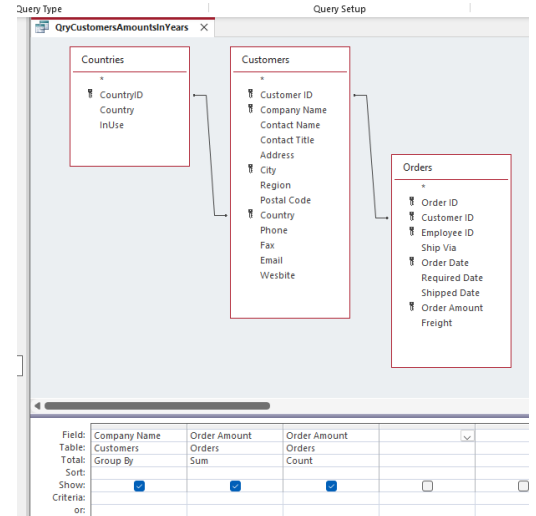 Query Type
Query Setup
QryCustomersAmountsInYears
Countries
*
CountryID
Country
InUse
Customers
*
Customer ID
Company Name
Contact Name
Contact Title
Address
City
Region
Postal Code
Country
Phone
Fax
Email
Wesbite
Orders
*
Order ID
Customer ID
Employee ID
Ship Via
Order Date
Required Date
Shipped Date
Order Amount
Freight
Field: Company Name Order Amount Order Amount
Table: Customers Orders Orders
Total: Group By Sum Count
Sort:
Show:
Criteria:
or: